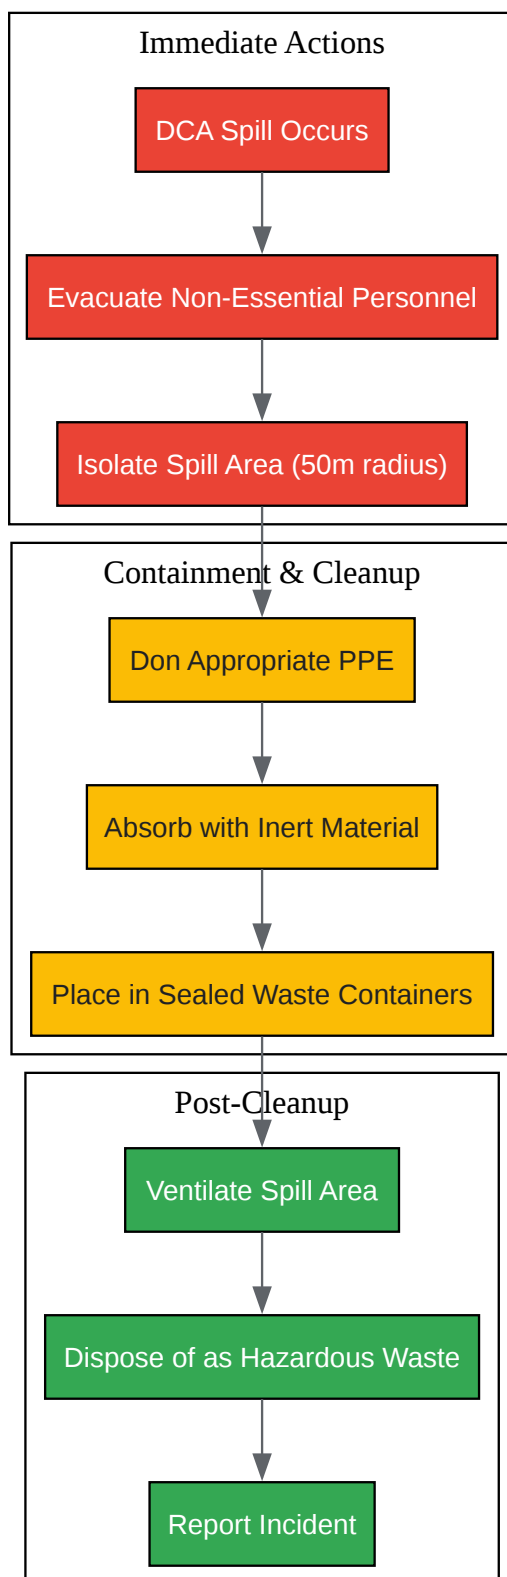 Immediate Actions
DCA Spill Occurs
Evacuate Non-Essential Personnel
Isolate Spill Area (50m radius)
Containment & Cleanup
Don Appropriate PPE
Absorb with Inert Material
Place in Sealed Waste Containers
Post-Cleanup
Ventilate Spill Area
Dispose of as Hazardous Waste
Report Incident